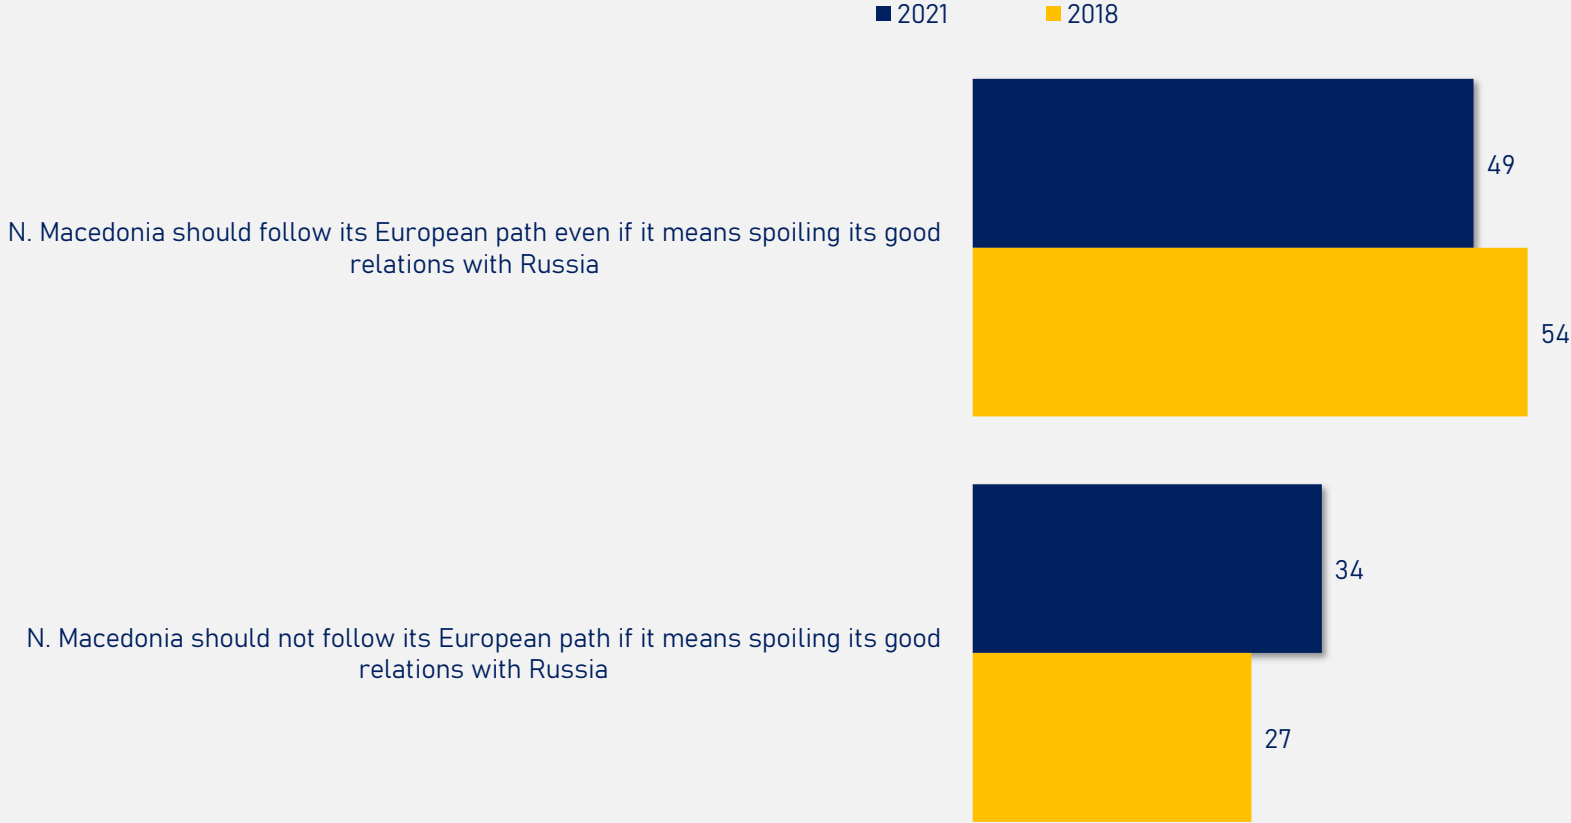 2021 2018
49
N. Macedonia should follow its European path even if it means spoiling its good
relations with Russia
54
34
N. Macedonia should not follow its European path if it means spoiling its good
relations with Russia
27